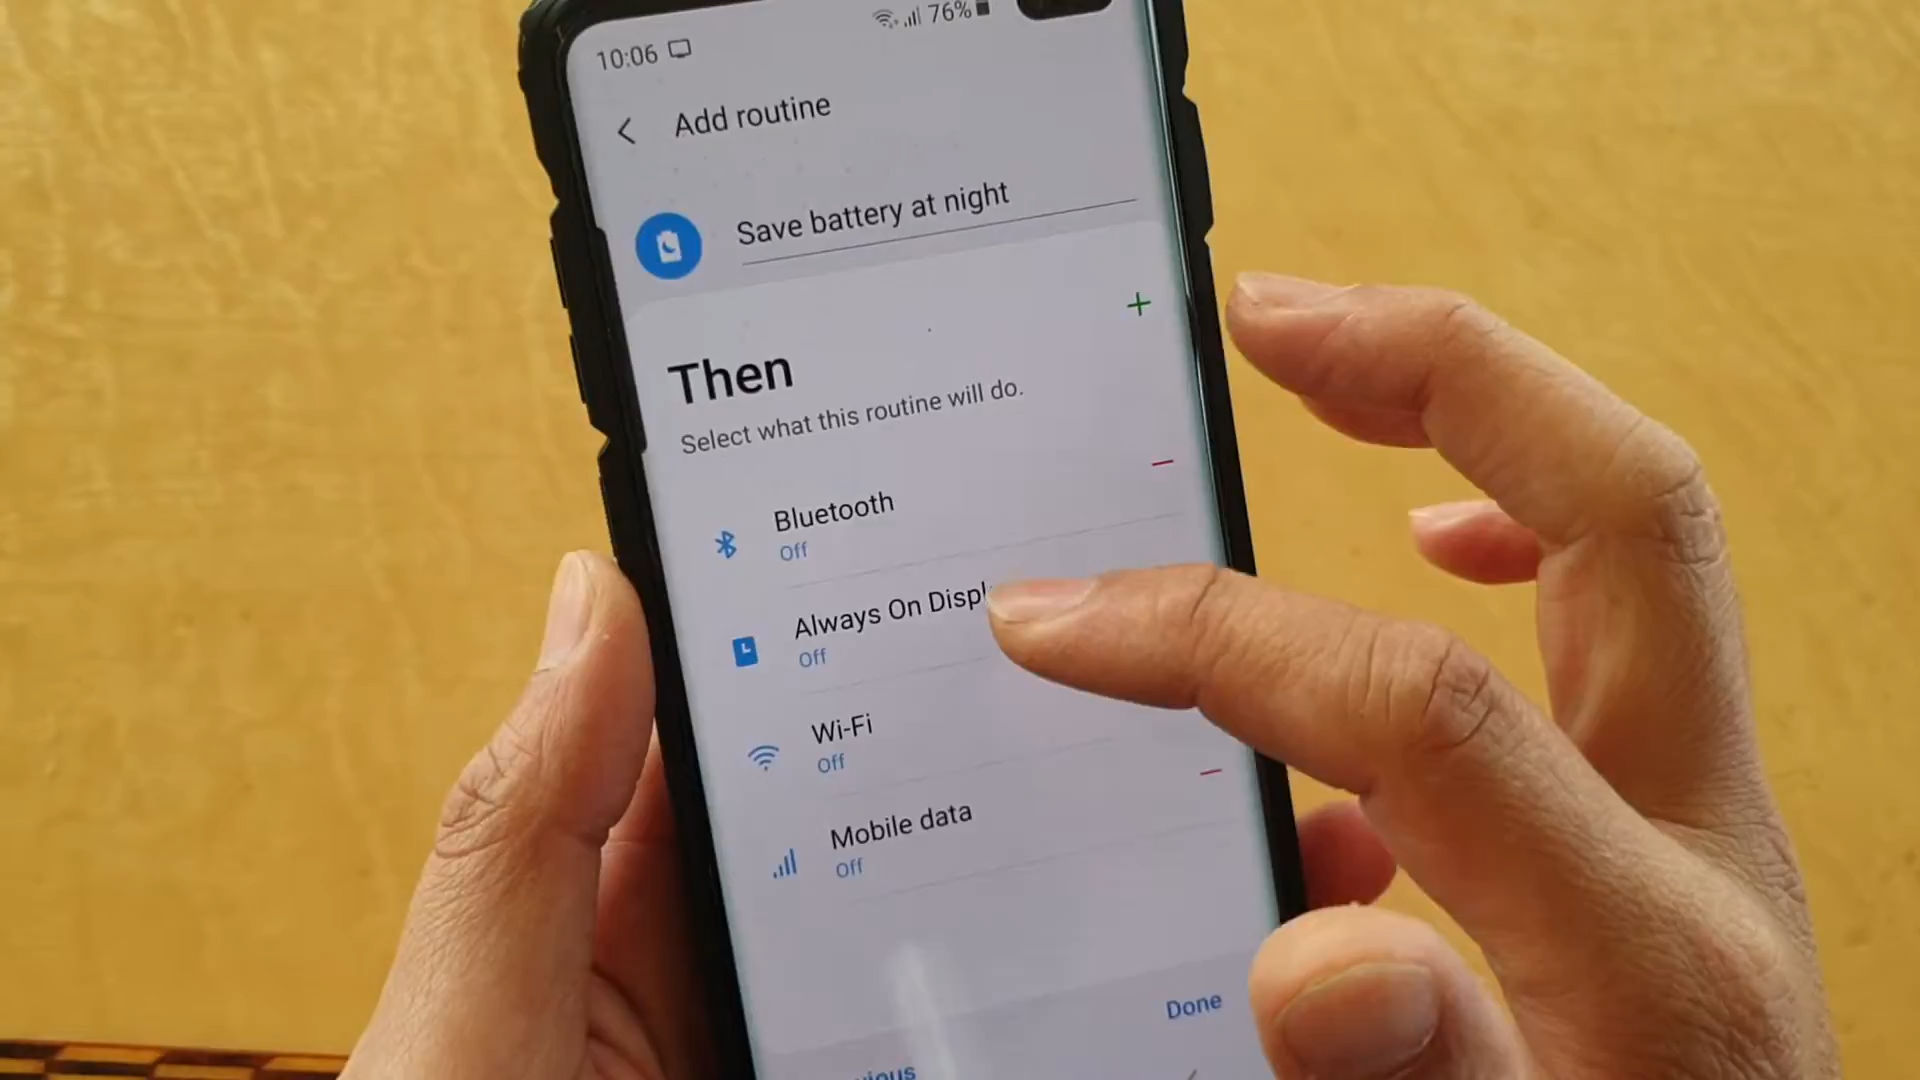 10:06
76%
Add routine
Save battery at night
Then
Select what this routine will do.
Bluetooth
Off
Always On
Off
Wi-Fi
Off
Mobile data
Off
Done